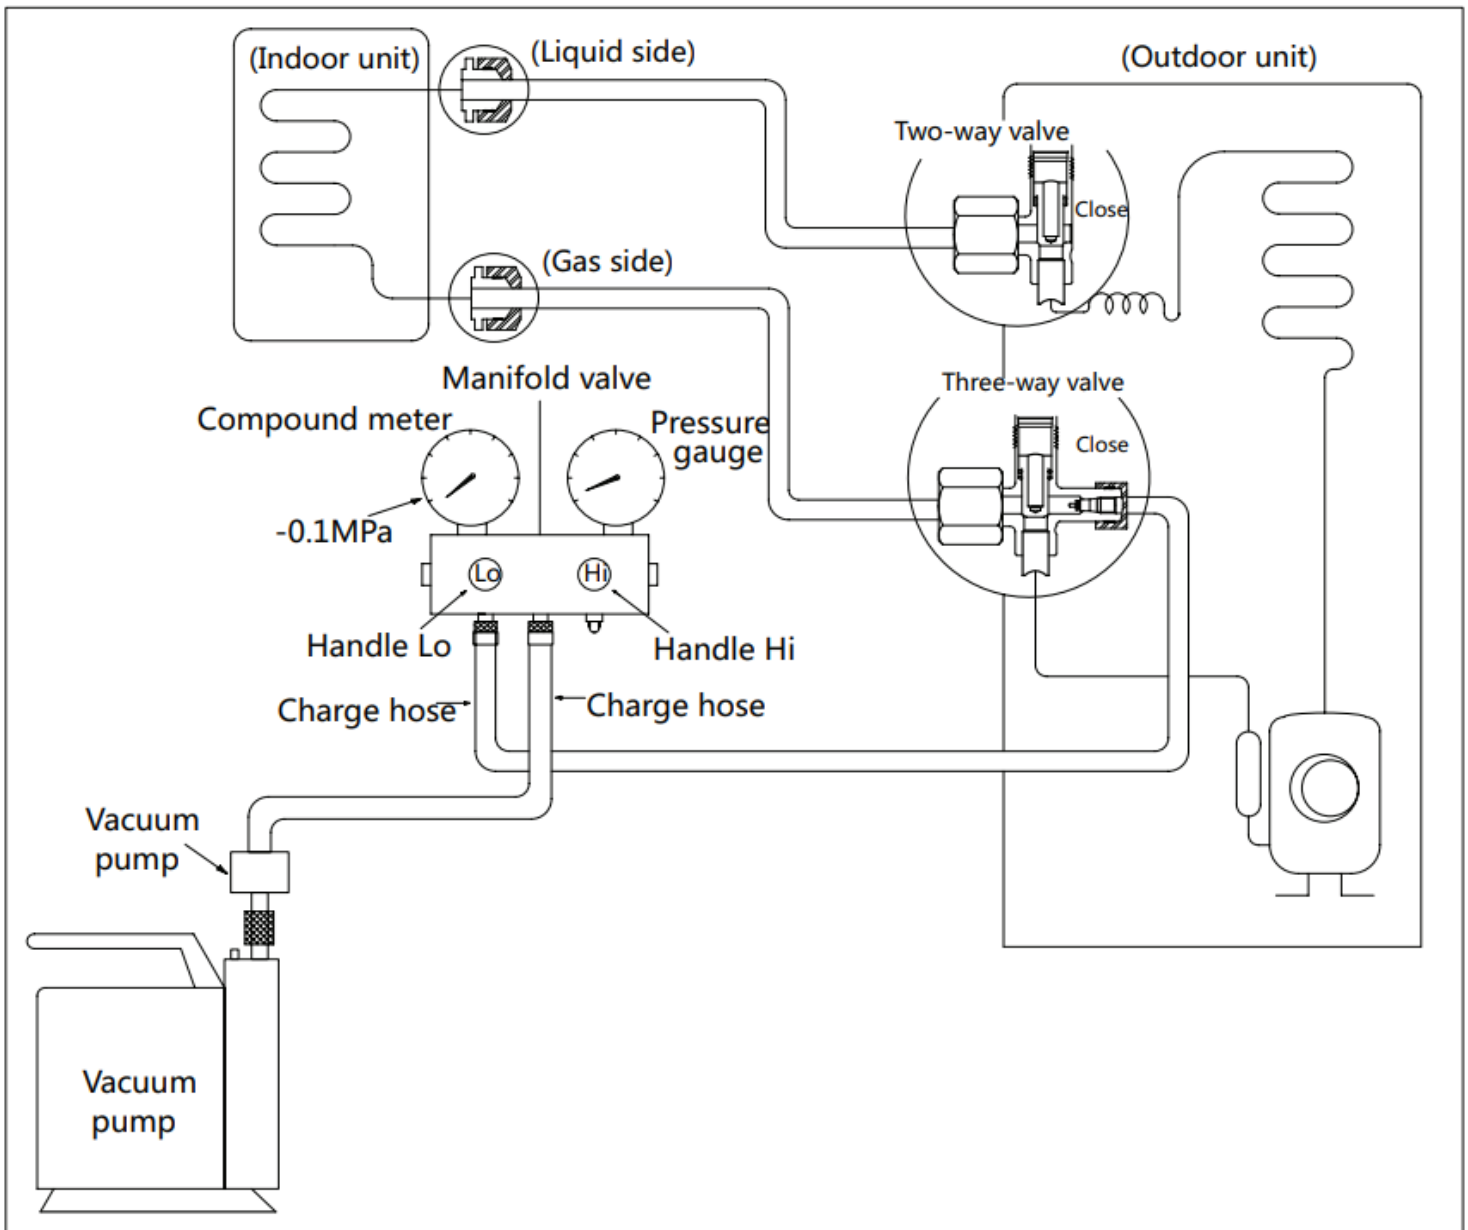 (Indoor unit)
(Liquid side)
(Outdoor unit)
Two-way valve
Close
(Gas side)
Manifold valve
Three-way valve
Compound meter
Pressure
gauge
Close
-0.1MPa
Lo
Hi
Handle Lo
Handle Hi
Charge hose
Charge hose
Vacuum
pump
Vacuum
pump